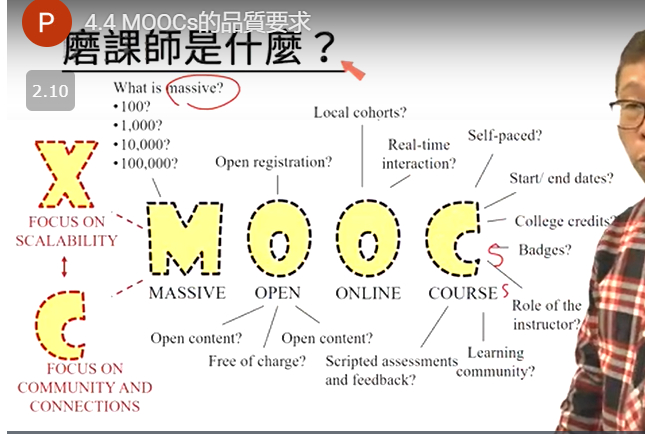 P
4.4 MOOCs的品質要求
磨課師是什麼？
2.10
What is massive?
•100?
•1,000?
•10,000?
•100,000?
Local cohorts?
Open registration?
Real-time
interaction?
Self-paced?
Start/ end dates?
College credits?
Badges?
Role of the
instructor?
X
FOCUS ON
SCALABILITY
C
FOCUS ON
COMMUNITY AND
CONNECTIONS
M O O C s
MASSIVE OPEN ONLINE COURSE s
Open content?
Free of charge?
Open content?
Scripted assessments
and feedback?
Learning
community?